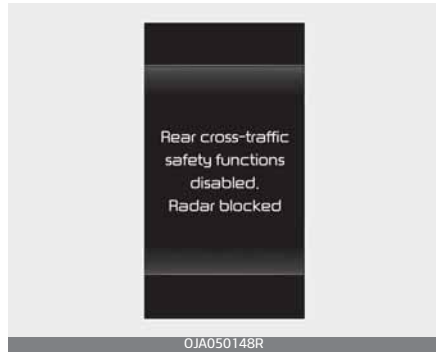 Rear cross-traffic
safety functions
disabled.
Radar blocked
OJA050148R